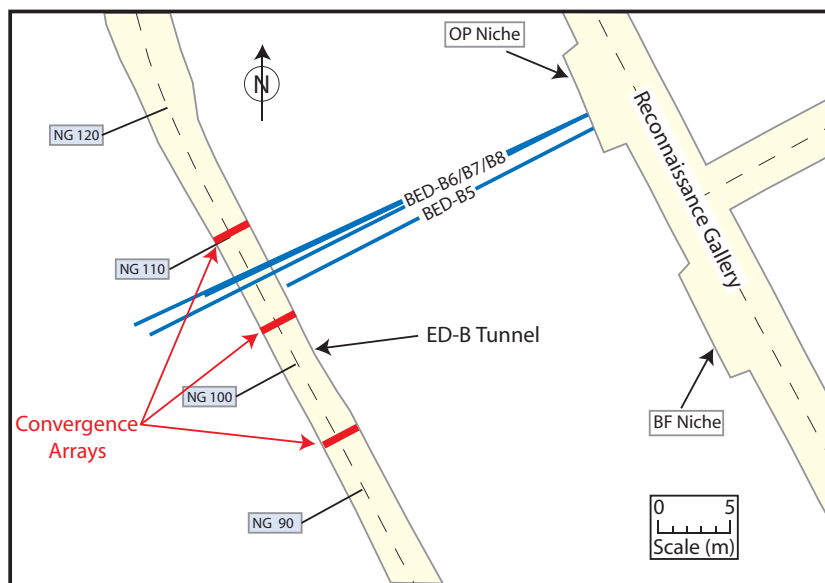 OP Niche
N
NG 120
Reconnaissance Gallery
BED-B6/B7/B8
BED-B5
NG 110
ED-B Tunnel
NG 100
Convergence
Arrays
BF Niche
NG 90
0 5
Scale (m)